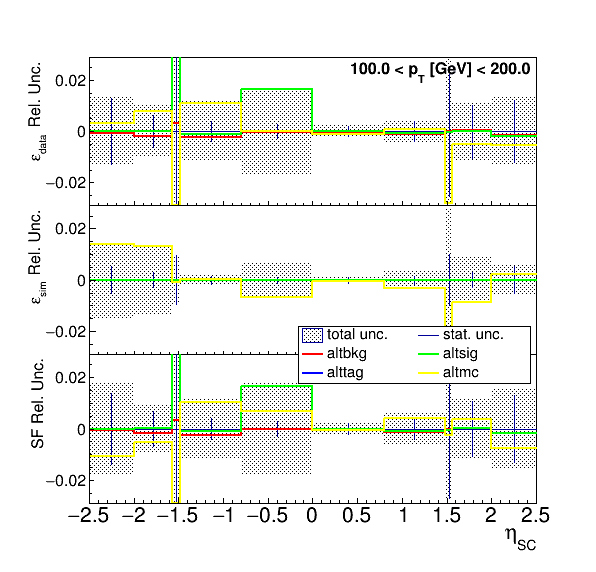 100.0 < p_T [GeV] < 200.0
ε_data Rel. Unc.
0.02
0
−0.02
ε_sim Rel. Unc.
0.02
0
−0.02
total unc. stat. unc.
altbkg altsig
alttag altmc
SF Rel. Unc.
0.02
0
−0.02
−2.5 −2 −1.5 −1 −0.5 0 0.5 1 1.5 2 2.5
η_SC